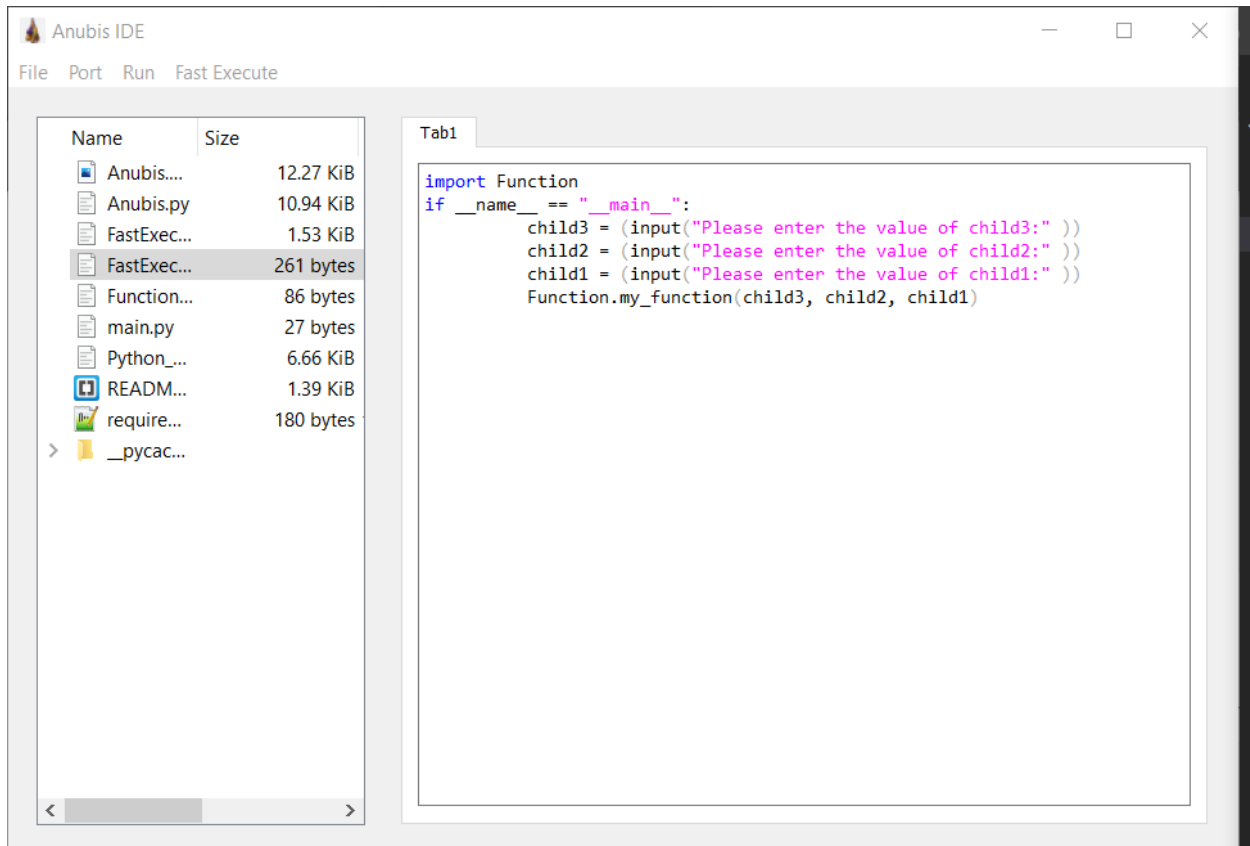 Anubis IDE
File Port Run Fast Execute
Name Size
Anubis.... 12.27 KiB
Anubis.py 10.94 KiB
FastExec... 1.53 KiB
FastExec... 261 bytes
Function... 86 bytes
main.py 27 bytes
Python_... 6.66 KiB
READM... 1.39 KiB
require... 180 bytes
__pycac...
Tab1
import Function
if __name__ == "__main__":
child3 = (input("Please enter the value of child3:" ))
child2 = (input("Please enter the value of child2:" ))
child1 = (input("Please enter the value of child1:" ))
Function.my_function(child3, child2, child1)